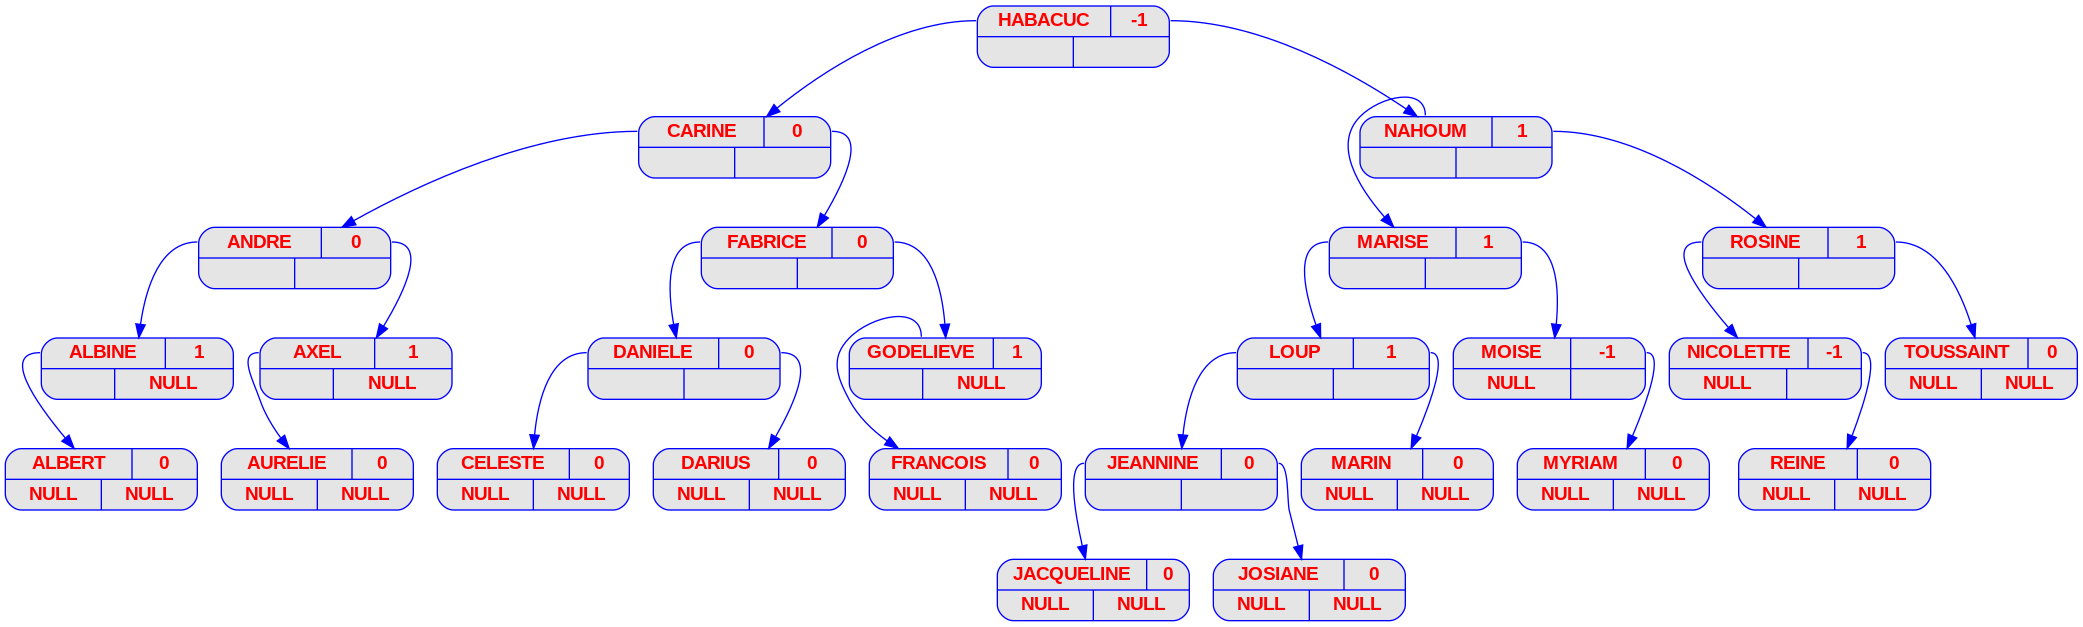 HABACUC -1
CARINE 0
NAHOUM 1
ANDRE 0
FABRICE 0
MARISE 1
ROSINE 1
ALBINE 1
NULL
AXEL 1
NULL
DANIELE 0
GODELIEVE 1
NULL
LOUP 1
MOISE -1
NULL
NICOLETTE -1
NULL
TOUSSAINT 0
NULL NULL
ALBERT 0
NULL NULL
AURELIE 0
NULL NULL
CELESTE 0
NULL NULL
DARIUS 0
NULL NULL
FRANCOIS 0
NULL NULL
JEANNINE 0
MARIN 0
NULL NULL
MYRIAM 0
NULL NULL
REINE 0
NULL NULL
JACQUELINE 0
NULL NULL
JOSIANE 0
NULL NULL